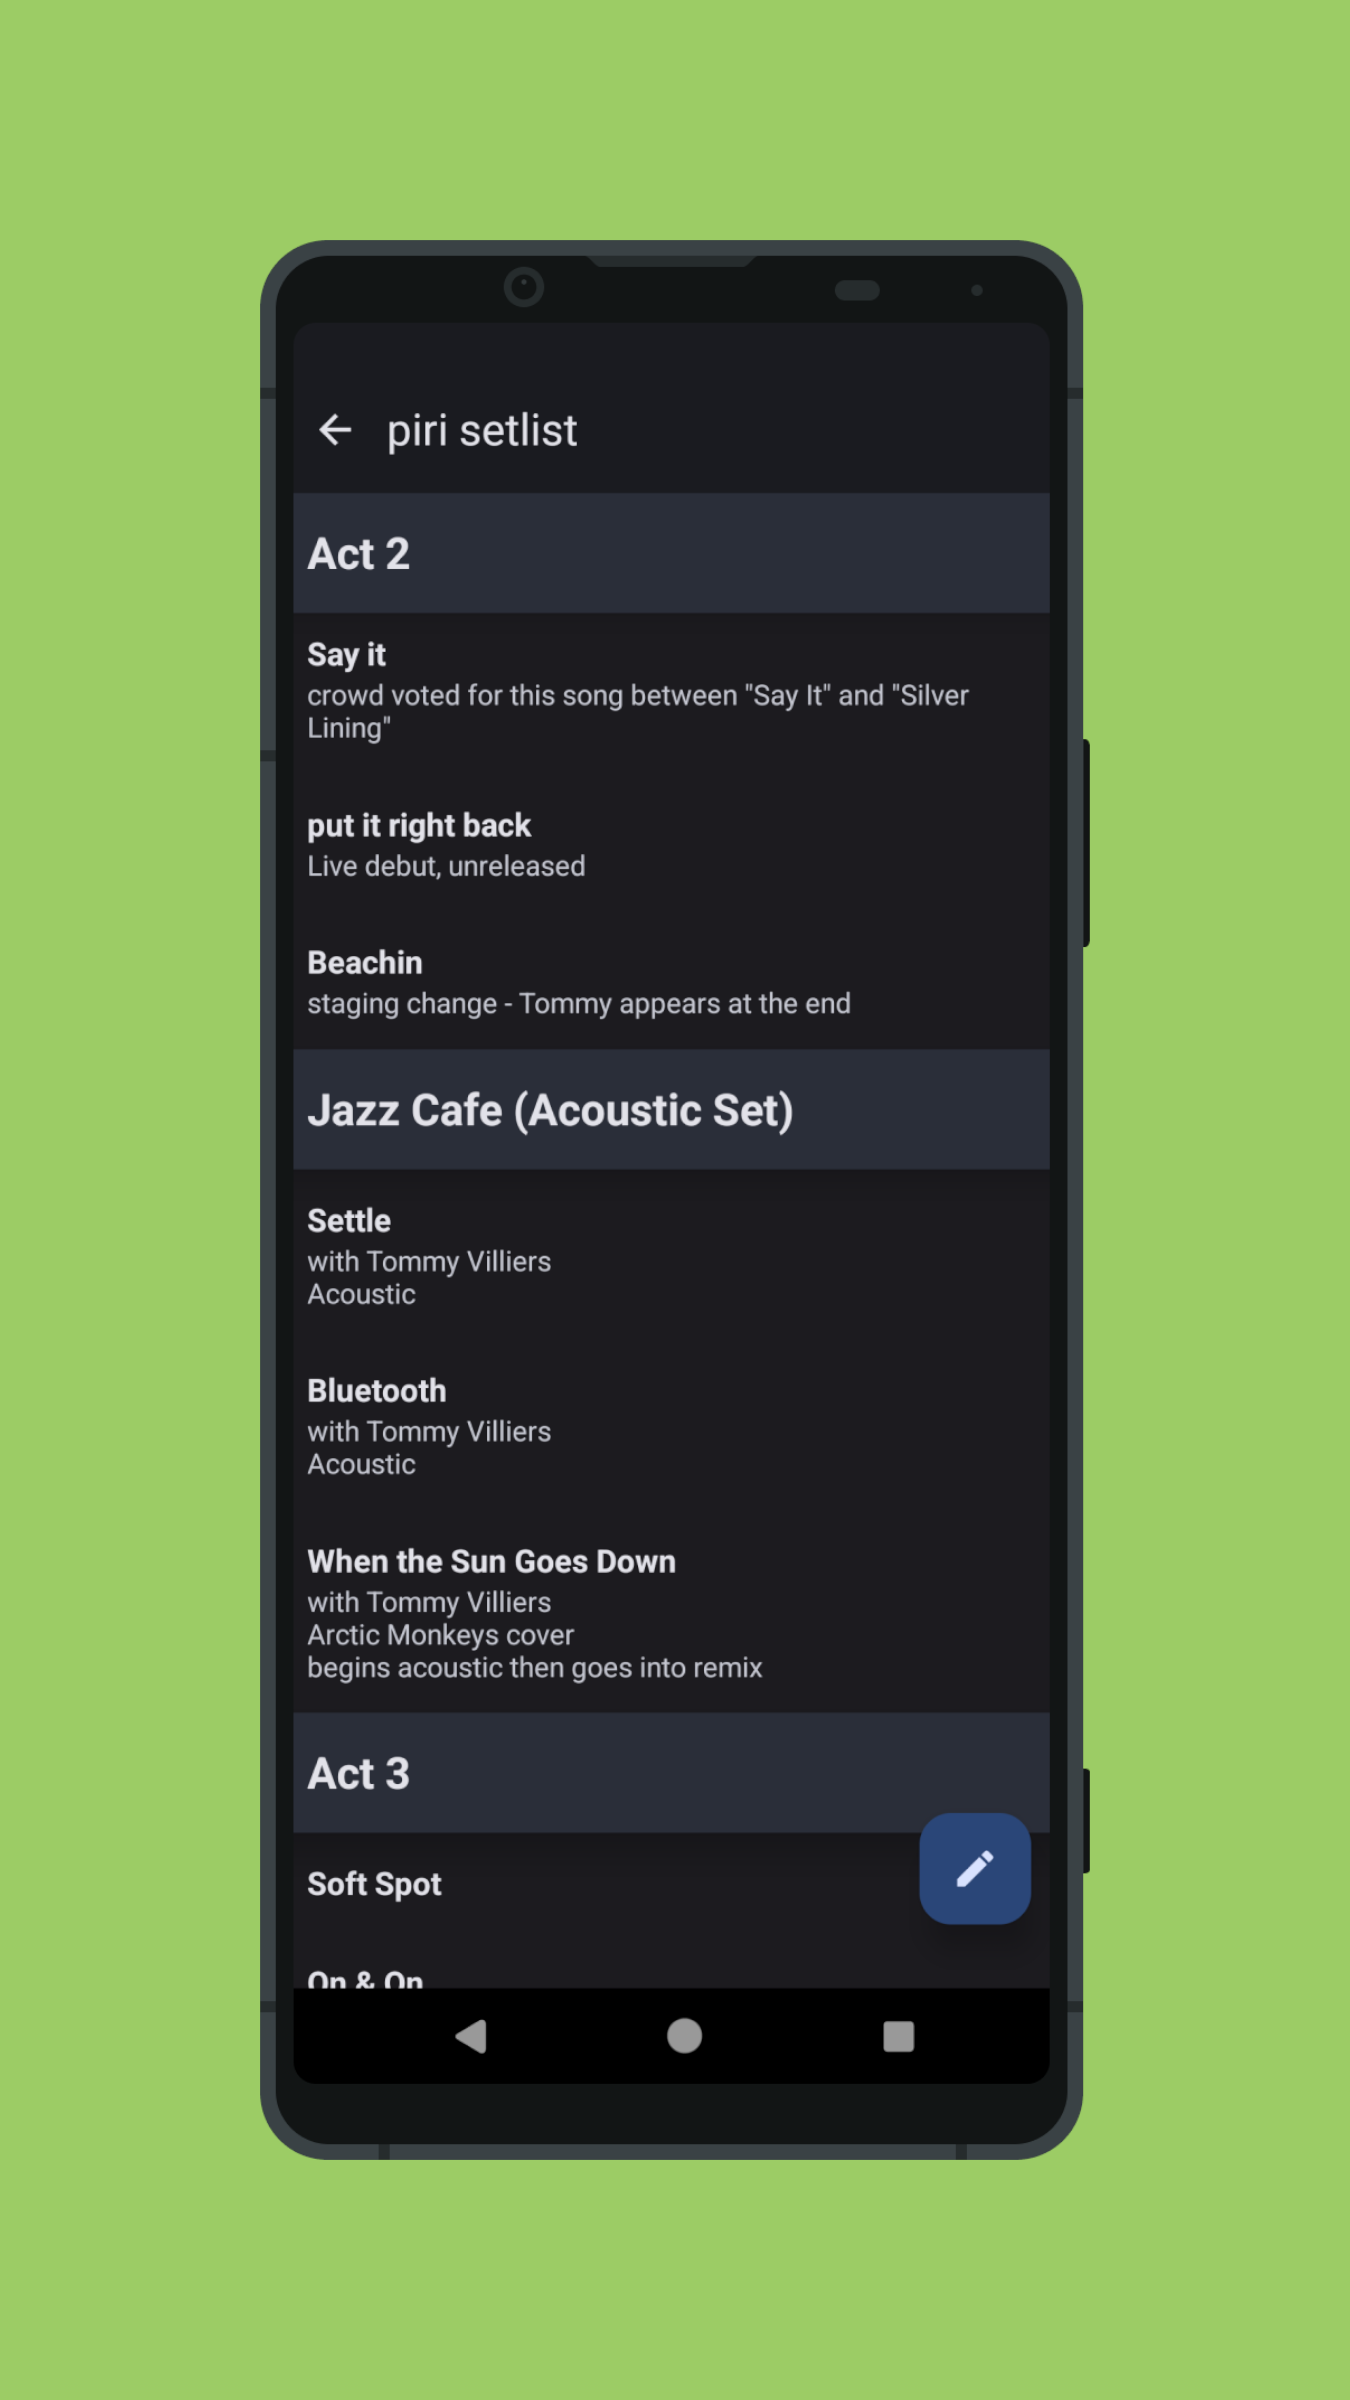 piri setlist
Act 2
Say it
crowd voted for this song between "Say It" and "Silver
Lining"
put it right back
Live debut, unreleased
Beachin
staging change - Tommy appears at the end
Jazz Cafe (Acoustic Set)
Settle
with Tommy Villiers
Acoustic
Bluetooth
with Tommy Villiers
Acoustic
When the Sun Goes Down
with Tommy Villiers
Arctic Monkeys cover
begins acoustic then goes into remix
Act 3
Soft Spot
On & On